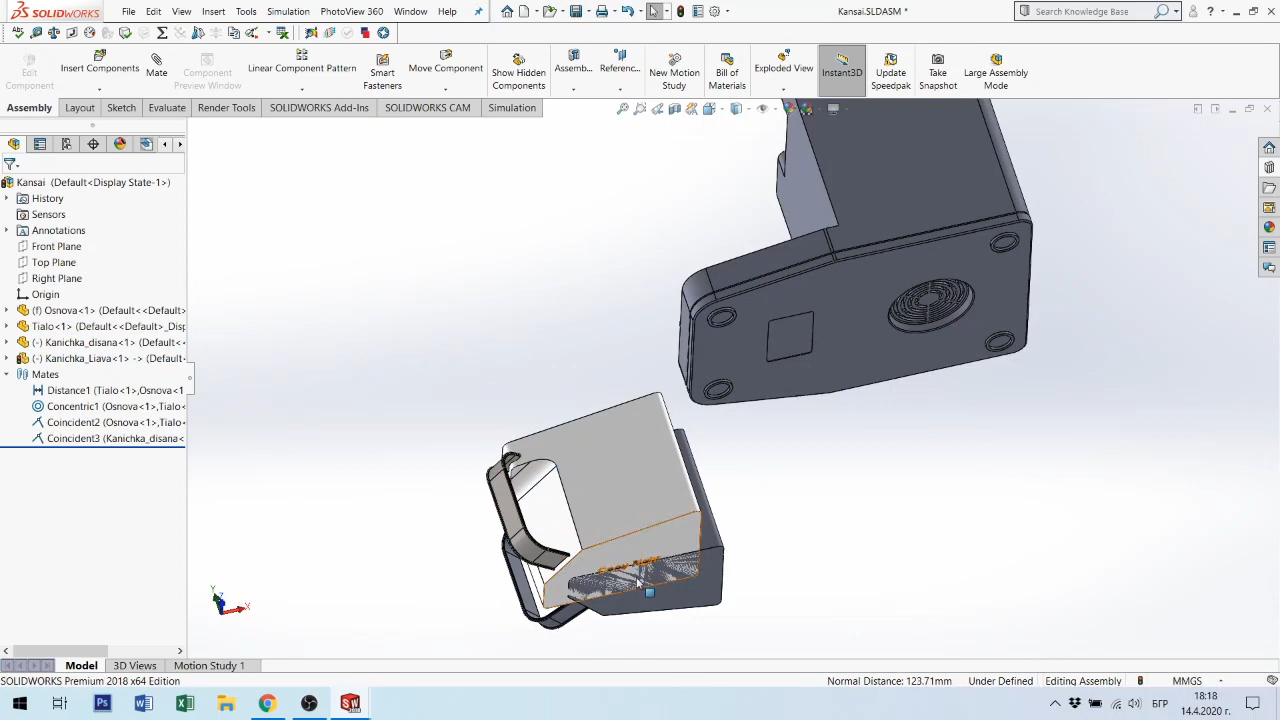 SOLIDWORKS
File Edit View Insert Tools Simulation PhotoView 360 Window Help
Kansai.SLDASM *
Search Knowledge Base
Edit Component
Insert Components
Mate
Component Preview Window
Linear Component Pattern
Smart Fasteners
Move Component
Show Hidden Components
Assemb...
Referenc...
New Motion Study
Bill of Materials
Exploded View
Instant3D
Update Speedpak
Take Snapshot
Large Assembly Mode
Assembly Layout Sketch Evaluate Render Tools SOLIDWORKS Add-Ins SOLIDWORKS CAM Simulation
Kansai (Default<Display State-1>)
History
Sensors
Annotations
Front Plane
Top Plane
Right Plane
Origin
(f) Osnova<1> (Default<<Default>
Tialo<1> (Default<<Default>_Disp
(-) Kanichka_disana<1> (Default<
(-) Kanichka_Liava<1> -> (Default
Mates
Distance1 (Tialo<1>,Osnova<1
Concentric1 (Osnova<1>,Tialo
Coincident2 (Osnova<1>,Tialo
Coincident3 (Kanichka_disana<
Y
Z
X
Model 3D Views Motion Study 1
SOLIDWORKS Premium 2018 x64 Edition
Normal Distance: 123.71mm Under Defined Editing Assembly MMGS
БГР
18:18
14.4.2020 г.